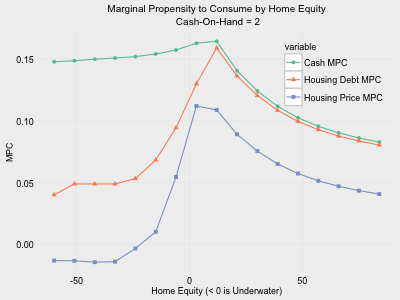 Marginal Propensity to Consume by Home Equity
Cash-On-Hand = 2
variable
Cash MPC
Housing Debt MPC
Housing Price MPC
0.15
0.10
0.05
0.00
MPC
-50
0
50
Home Equity (< 0 is Underwater)